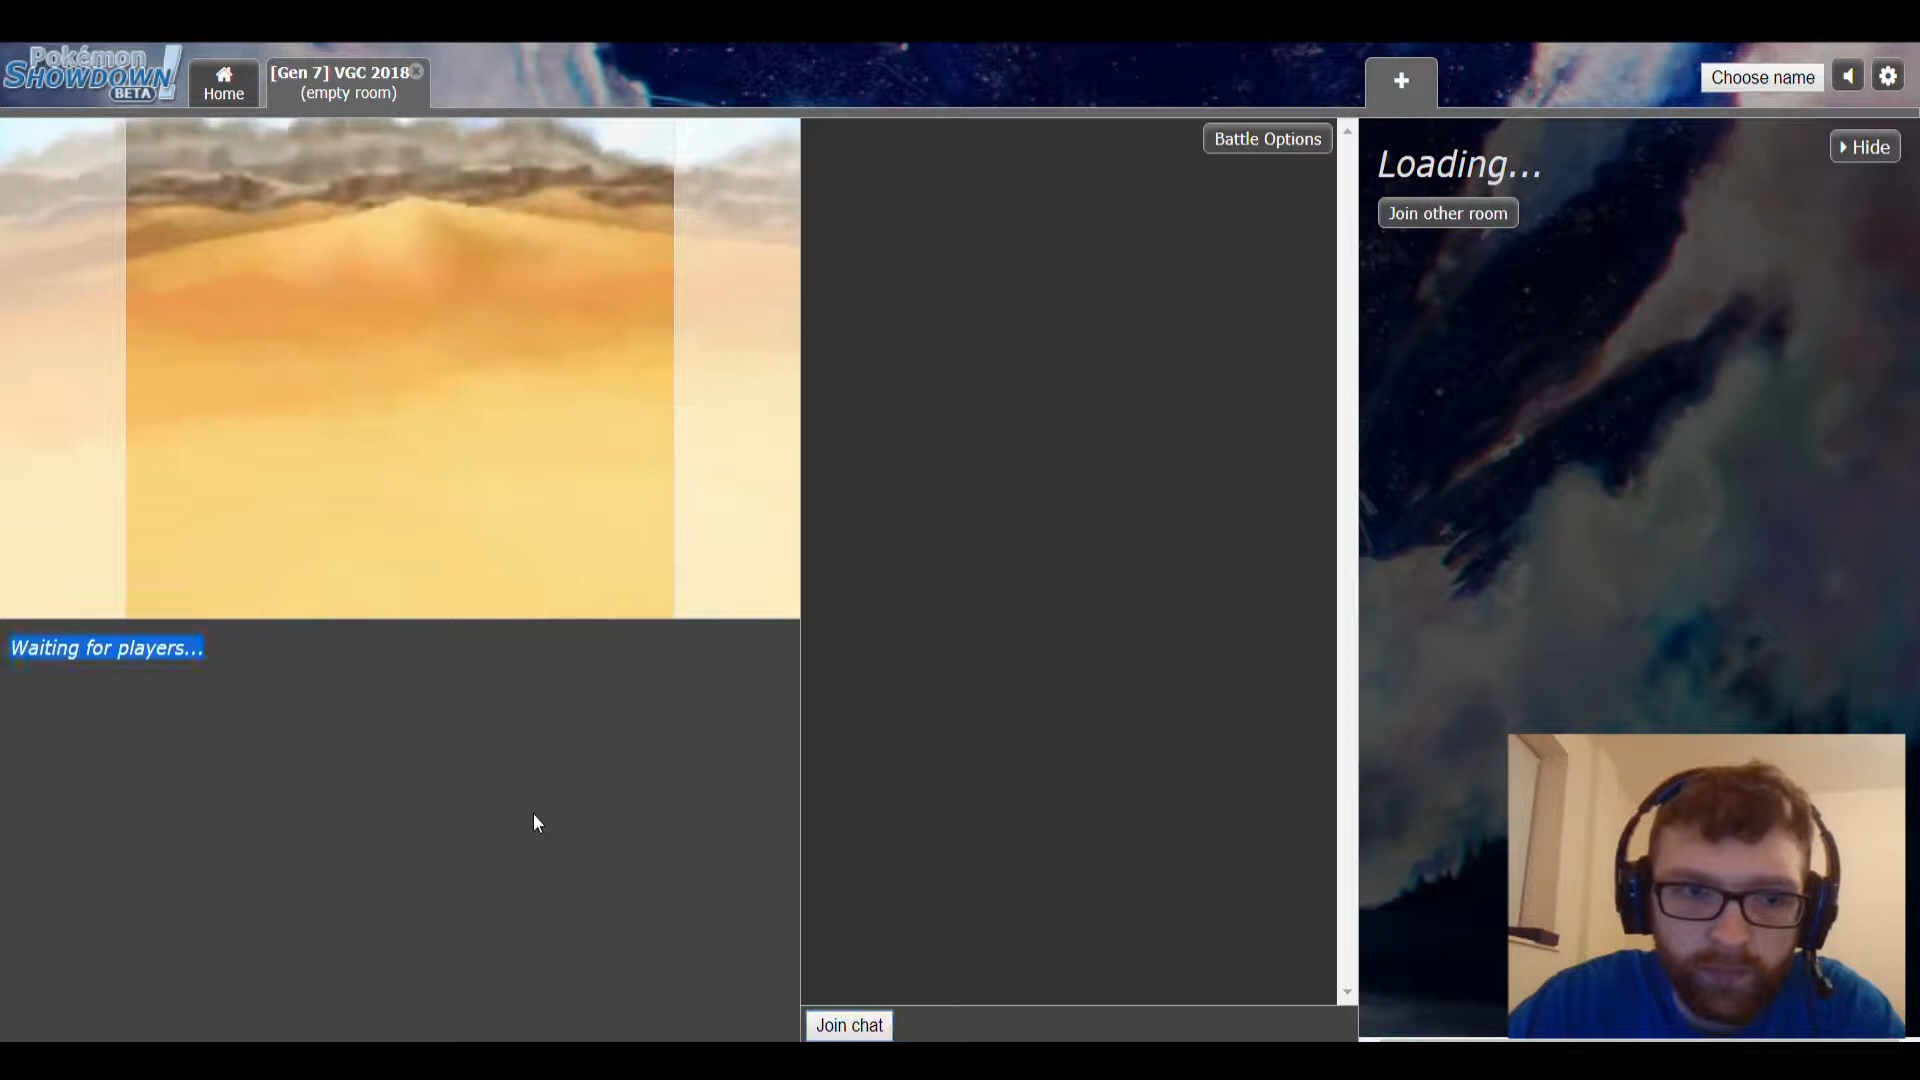 Pokémon
SHOWDOWN!
BETA
Home
[Gen 7] VGC 2018
(empty room)
+
Choose name
Battle Options
Loading...
Hide
Join other room
Waiting for players...
Join chat